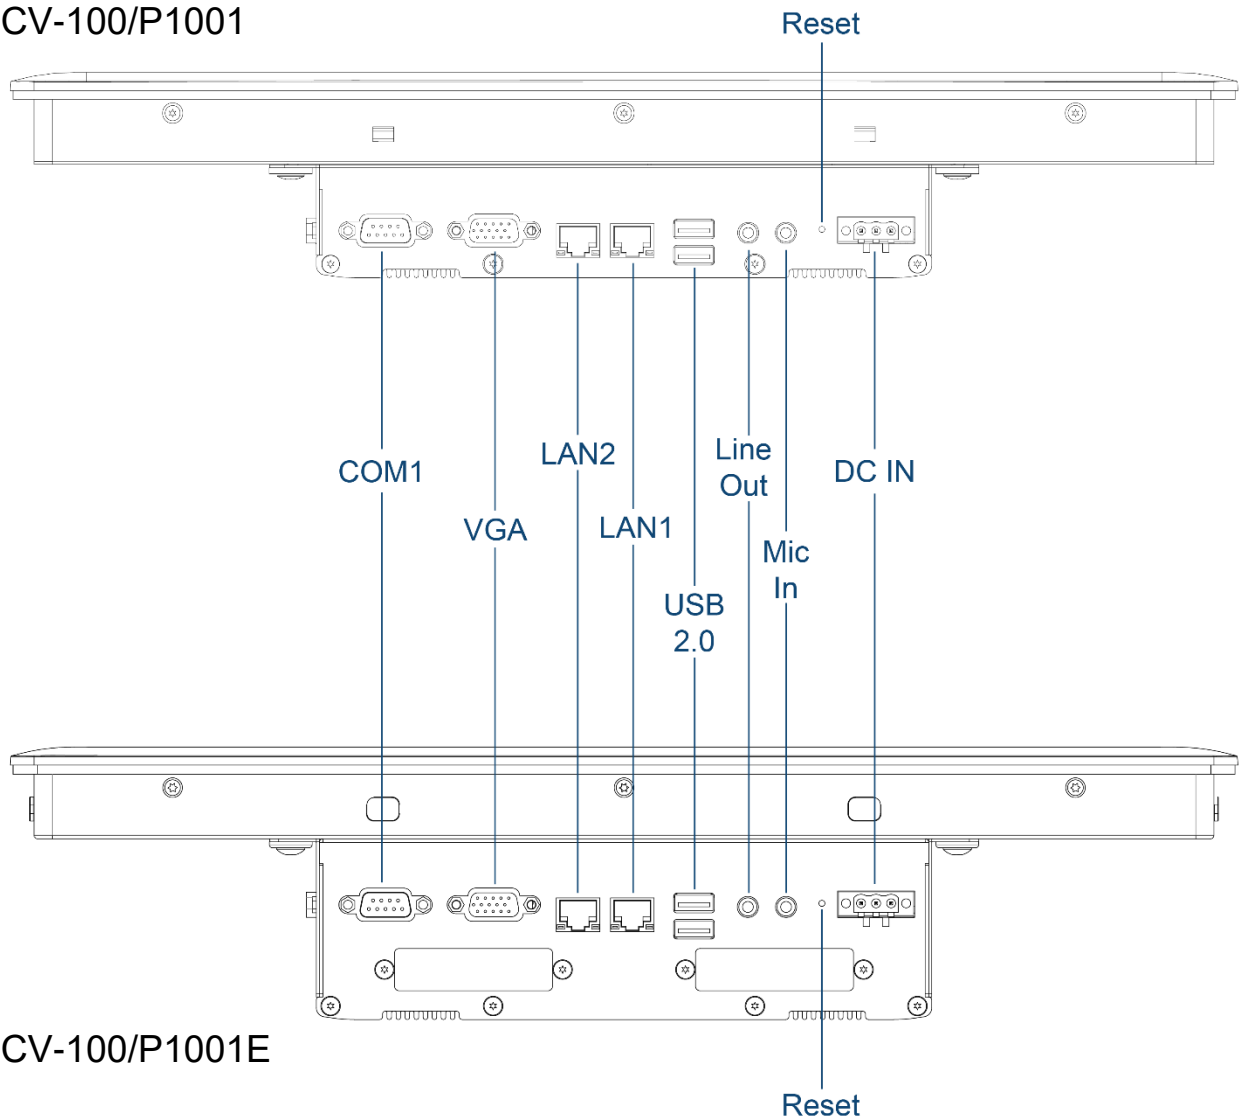 CV-100/P1001
Reset
COM1
VGA
LAN2
LAN1
USB
2.0
Line
Out
Mic
In
DC IN
CV-100/P1001E
Reset